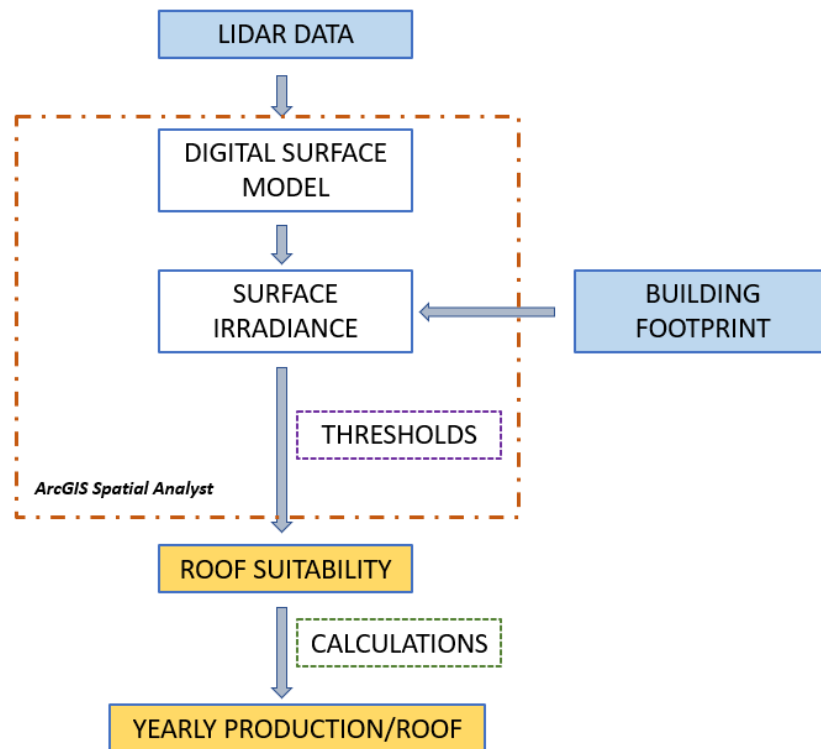 LIDAR DATA
DIGITAL SURFACE
MODEL
SURFACE
IRRADIANCE
BUILDING
FOOTPRINT
THRESHOLDS
ArcGIS Spatial Analyst
ROOF SUITABILITY
CALCULATIONS
YEARLY PRODUCTION/ROOF